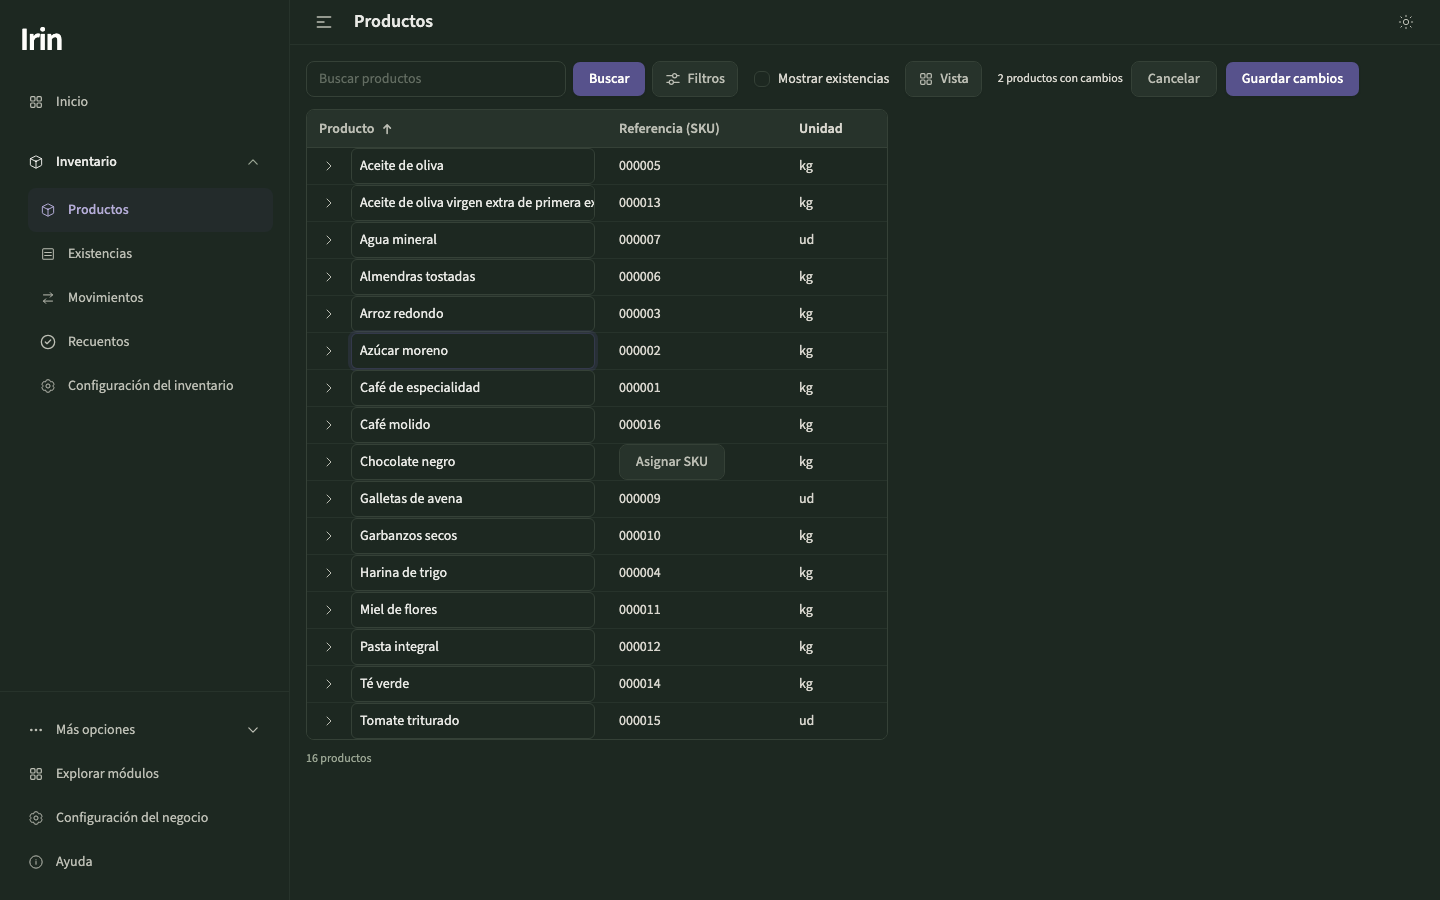 Irin
Productos
Inicio
Inventario
Productos
Existencias
Movimientos
Recuentos
Configuración del inventario
Más opciones
Explorar módulos
Configuración del negocio
Ayuda
Buscar productos Buscar Filtros Mostrar existencias Vista 2 productos con cambios Cancelar Guardar cambios
Producto Referencia (SKU) Unidad
Aceite de oliva 000005 kg
Aceite de oliva virgen extra de primera ex 000013 kg
Agua mineral 000007 ud
Almendras tostadas 000006 kg
Arroz redondo 000003 kg
Azúcar moreno 000002 kg
Café de especialidad 000001 kg
Café molido 000016 kg
Chocolate negro Asignar SKU kg
Galletas de avena 000009 ud
Garbanzos secos 000010 kg
Harina de trigo 000004 kg
Miel de flores 000011 kg
Pasta integral 000012 kg
Té verde 000014 kg
Tomate triturado 000015 ud
16 productos